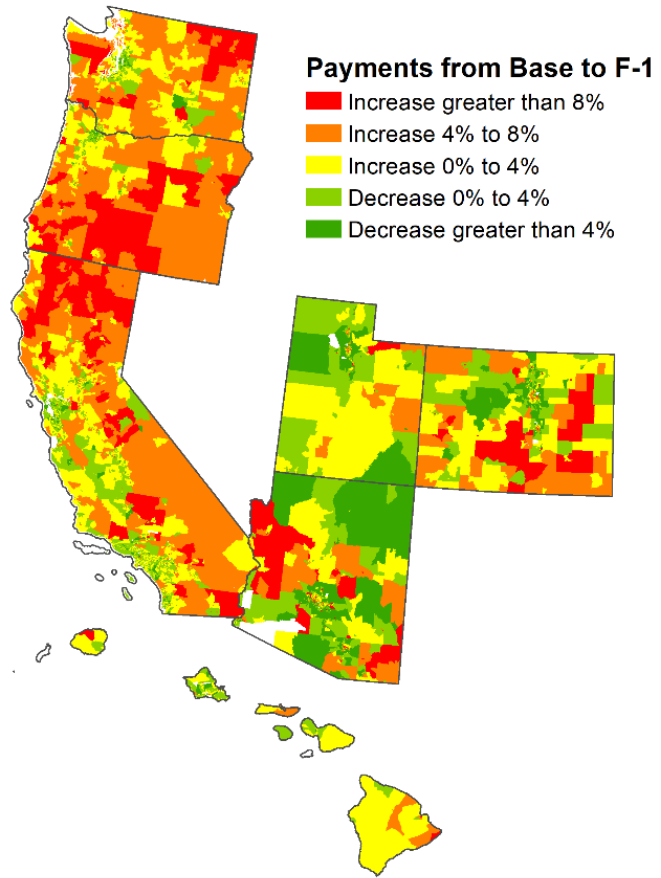 Payments from Base to F-1
Increase greater than 8%
Increase 4% to 8%
Increase 0% to 4%
Decrease 0% to 4%
Decrease greater than 4%